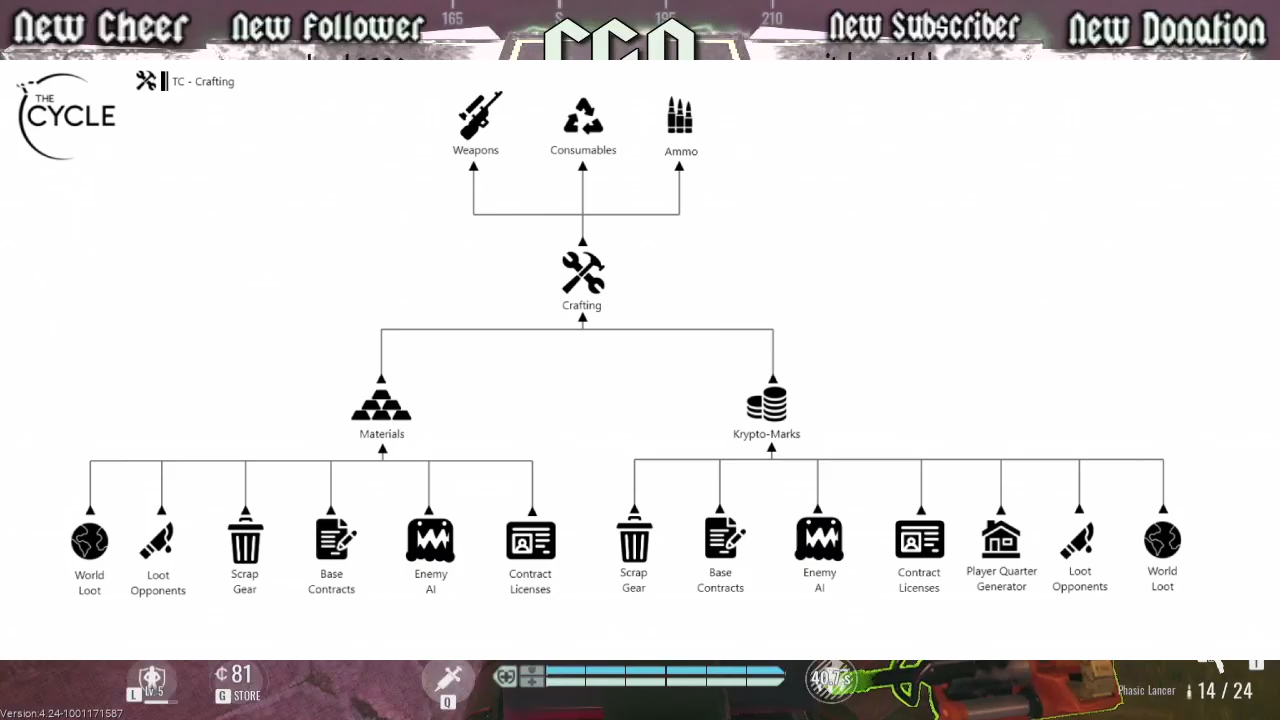 165 S 195 210
New Cheer
New Follower
New Subscriber
New Donation
THE
CYCLE
TC - Crafting
Weapons
Consumables
Ammo
Crafting
Materials
Krypto-Marks
World
Loot
Loot
Opponents
Scrap
Gear
Base
Contracts
Enemy
AI
Contract
Licenses
Scrap
Gear
Base
Contracts
Enemy
AI
Contract
Licenses
Player Quarter
Generator
Loot
Opponents
World
Loot
L LV. 5
¢ 81
G STORE
Q
40.7s
Phasic Lancer 14 / 24
Version:4.24-1001171587